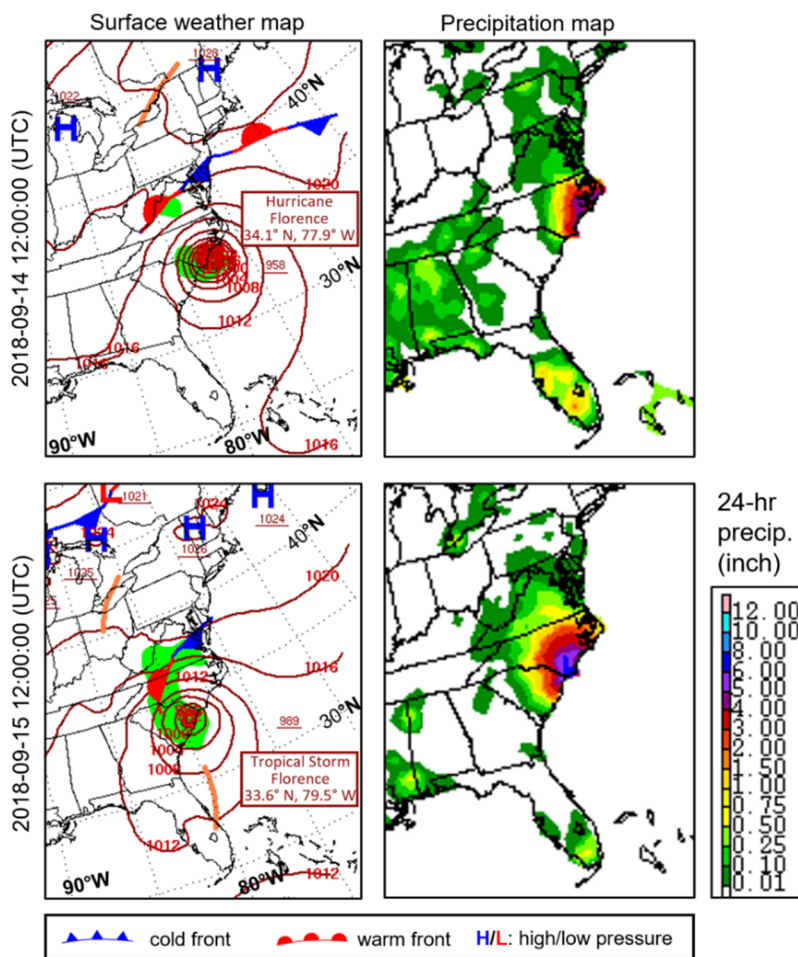 Surface weather map
Precipitation map
2018-09-14 12:00:00 (UTC)
1028
H
1022
H
40°N
1020
Hurricane
Florence
34.1° N, 77.9° W
958
1000
1004
1008
30°N
1012
1016
1016
90°W
80°W
1016
2018-09-15 12:00:00 (UTC)
L
1021
H
1024
H
1024
H
1026
1035
40°N
1020
1012
1016
989
30°N
1008
Tropical Storm
Florence
33.6° N, 79.5° W
1012
90°W
80°W
1012
L
24-hr
precip.
(inch)
12.00
10.00
8.00
6.00
5.00
4.00
3.00
2.00
1.50
1.00
0.75
0.50
0.25
0.10
0.01
cold front
warm front
H/L: high/low pressure